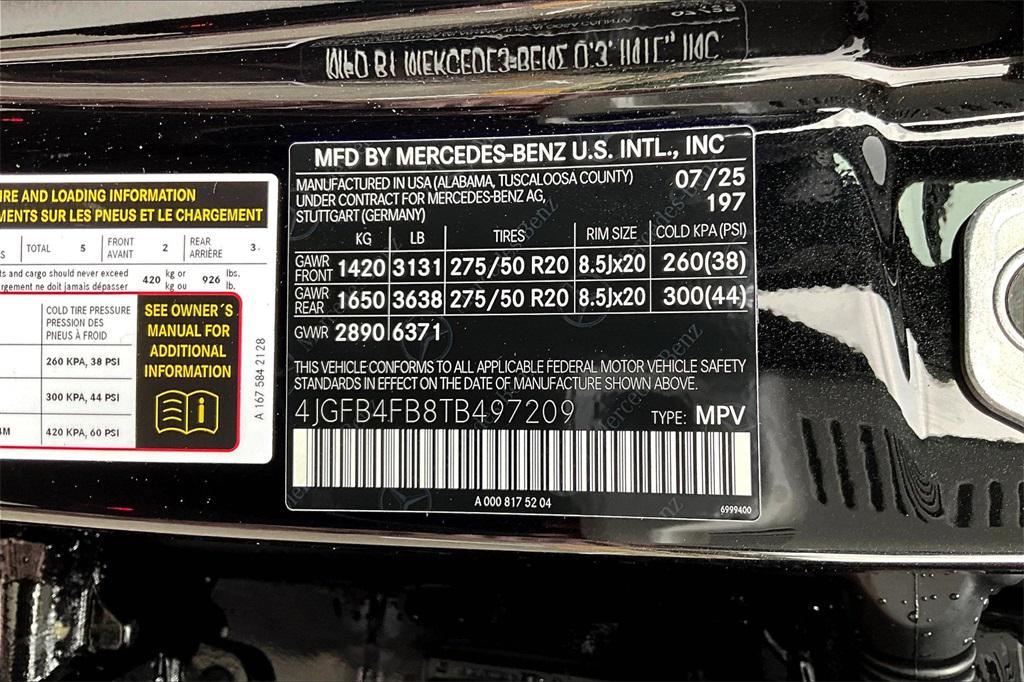 MFD BY MERCEDES-BENZ U.S. INTL., INC
MANUFACTURED IN USA (ALABAMA, TUSCALOOSA COUNTY) 07/25
UNDER CONTRACT FOR MERCEDES-BENZ AG, 197
STUTTGART (GERMANY)
KG LB TIRES RIM SIZE COLD KPA (PSI)
GAWR FRONT 1420 3131 275/50 R20 8.5Jx20 260(38)
GAWR REAR 1650 3638 275/50 R20 8.5Jx20 300(44)
GVWR 2890 6371
THIS VEHICLE CONFORMS TO ALL APPLICABLE FEDERAL MOTOR VEHICLE SAFETY
STANDARDS IN EFFECT ON THE DATE OF MANUFACTURE SHOWN ABOVE.
4JGFB4FB8TB497209 TYPE: MPV
A 000 817 52 04
6999400
AND LOADING INFORMATION
SUR LES PNEUS ET LE CHARGEMENT
TOTAL 5 FRONT 2 REAR 3
AVANT ARRIÈRE
and cargo should never exceed 420 kg or 926 lbs.
ne doit jamais dépasser kg ou lb.
COLD TIRE PRESSURE
PRESSION DES
PNEUS À FROID
260 KPA, 38 PSI
300 KPA, 44 PSI
420 KPA, 60 PSI
SEE OWNER´S
MANUAL FOR
ADDITIONAL
INFORMATION
A 167 584 21 28